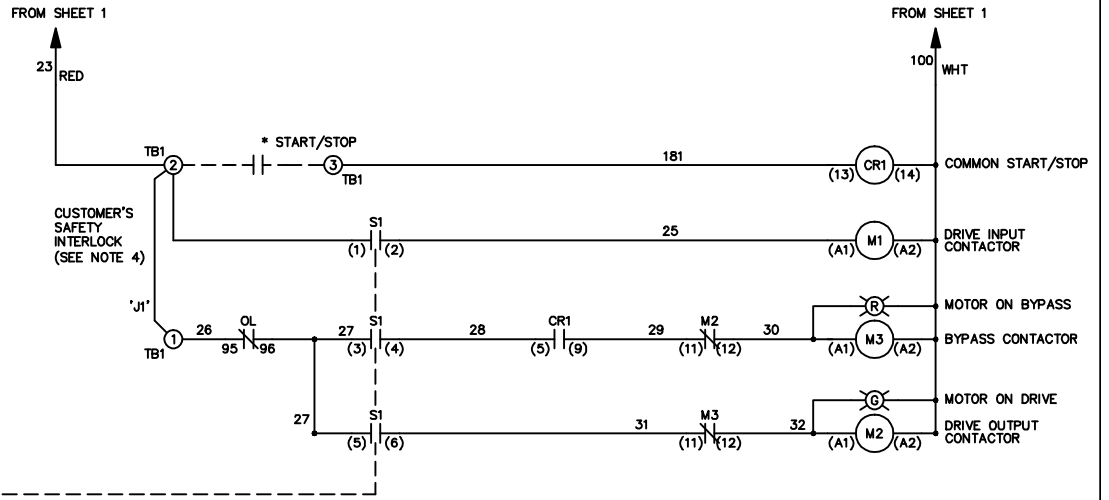 FROM SHEET 1
FROM SHEET 1
23
RED
100
WHT
* START/STOP
TB1
2
3
TB1
181
CR1
(13)
(14)
COMMON START/STOP
CUSTOMER'S
SAFETY
INTERLOCK
(SEE NOTE 4)
S1
(1)
(2)
25
M1
(A1)
(A2)
DRIVE INPUT
CONTACTOR
'J1'
R
MOTOR ON BYPASS
TB1
1
26
OL
95
96
27
S1
(3)
(4)
28
CR1
(5)
(9)
29
M2
(11)
(12)
30
M3
(A1)
(A2)
BYPASS CONTACTOR
G
MOTOR ON DRIVE
27
S1
(5)
(6)
31
M3
(11)
(12)
32
M2
(A1)
(A2)
DRIVE OUTPUT
CONTACTOR